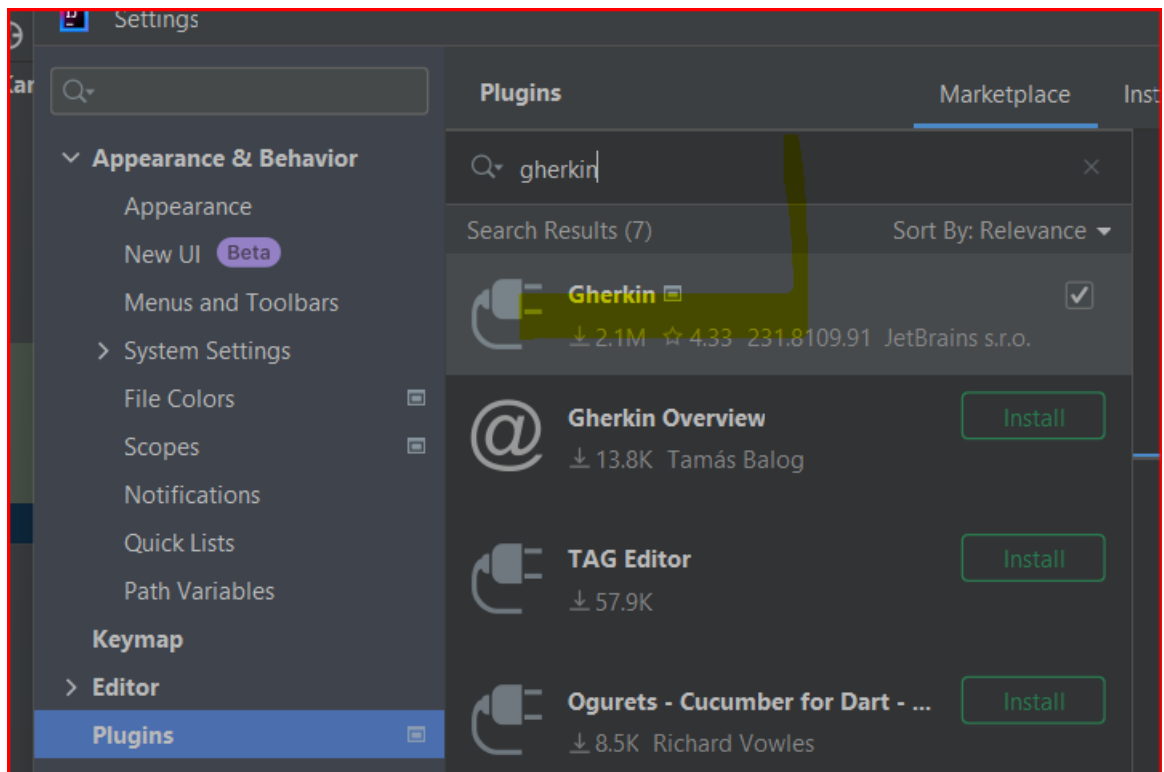 Settings
Plugins
Marketplace
gherkin
Search Results (7)
Sort By: Relevance
Appearance & Behavior
Appearance
New UI Beta
Menus and Toolbars
System Settings
File Colors
Scopes
Notifications
Quick Lists
Path Variables
Keymap
Editor
Plugins
Gherkin
2.1M 4.33 231.8109.91 JetBrains s.r.o.
Gherkin Overview
Install
13.8K Tamás Balog
TAG Editor
Install
57.9K
Ogurets - Cucumber for Dart - ...
Install
8.5K Richard Vowles